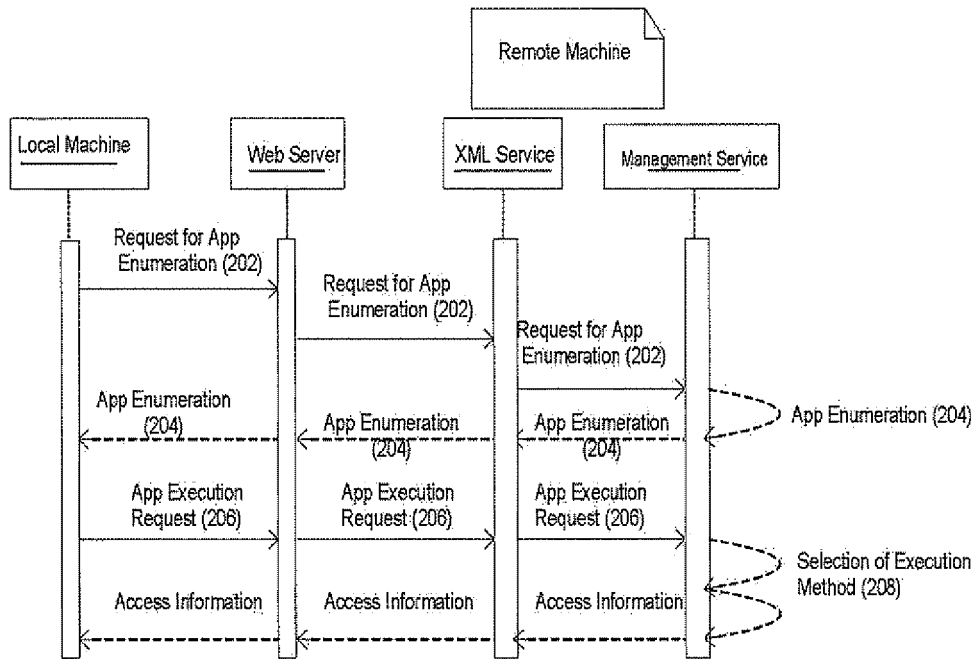 Remote Machine
Local Machine
Web Server
XML Service
Management Service
Request for App
Enumeration (202)
Request for App
Enumeration (202)
Request for App
Enumeration (202)
App Enumeration
(204)
App Enumeration
(204)
App Enumeration
(204)
App Enumeration (204)
App Execution
Request (206)
App Execution
Request (206)
App Execution
Request (206)
Selection of Execution
Method (208)
Access Information
Access Information
Access Information